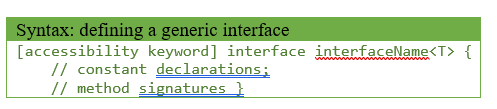 Syntax: defining a generic interface
[accessibility keyword] interface interfaceName<T> {
// constant declarations;
// method signatures }